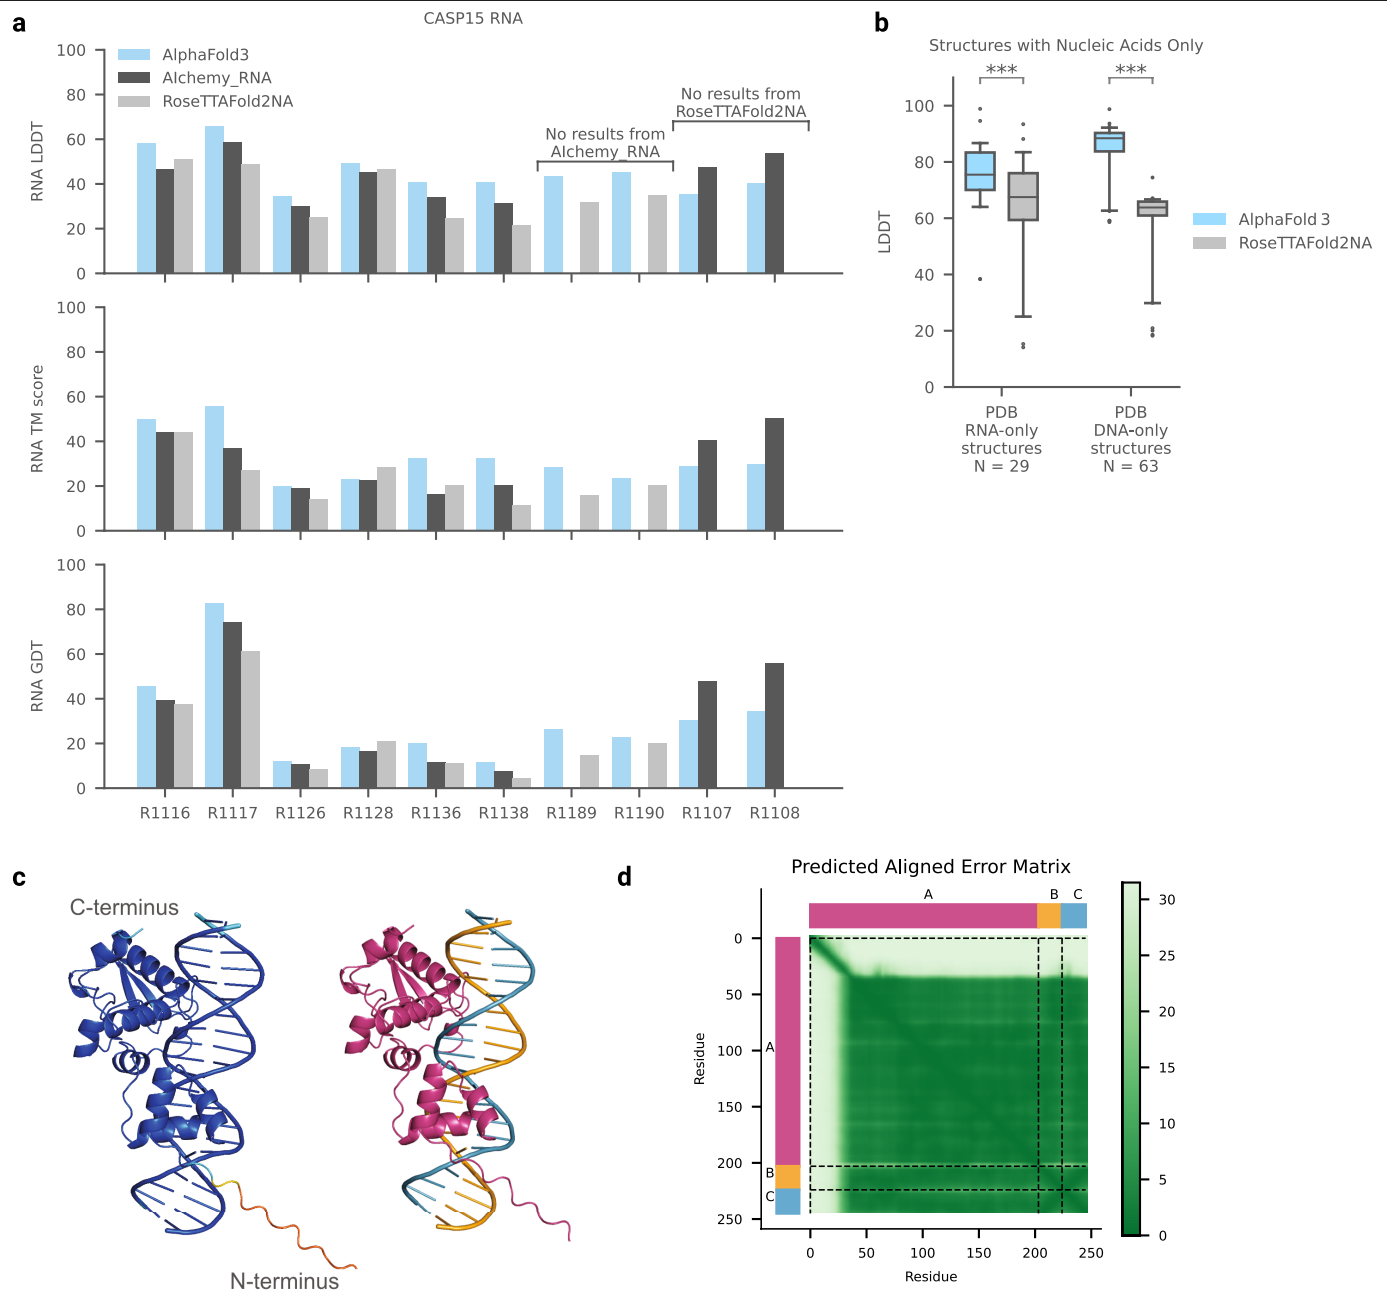 a
CASP15 RNA
AlphaFold3
AIchemy_RNA
RoseTTAFold2NA
No results from
AIchemy_RNA
No results from
RoseTTAFold2NA
RNA LDDT
100
80
60
40
20
0
RNA TM score
100
80
60
40
20
0
RNA GDT
100
80
60
40
20
0
R1116 R1117 R1126 R1128 R1136 R1138 R1189 R1190 R1107 R1108
b
Structures with Nucleic Acids Only
*** ***
LDDT
100
80
60
40
20
0
PDB
RNA-only
structures
N = 29
PDB
DNA-only
structures
N = 63
AlphaFold 3
RoseTTAFold2NA
c
C-terminus
N-terminus
d
Predicted Aligned Error Matrix
A B C
Residue
0
50
100
150
200
250
A
B
C
0 50 100 150 200 250
Residue
30
25
20
15
10
5
0